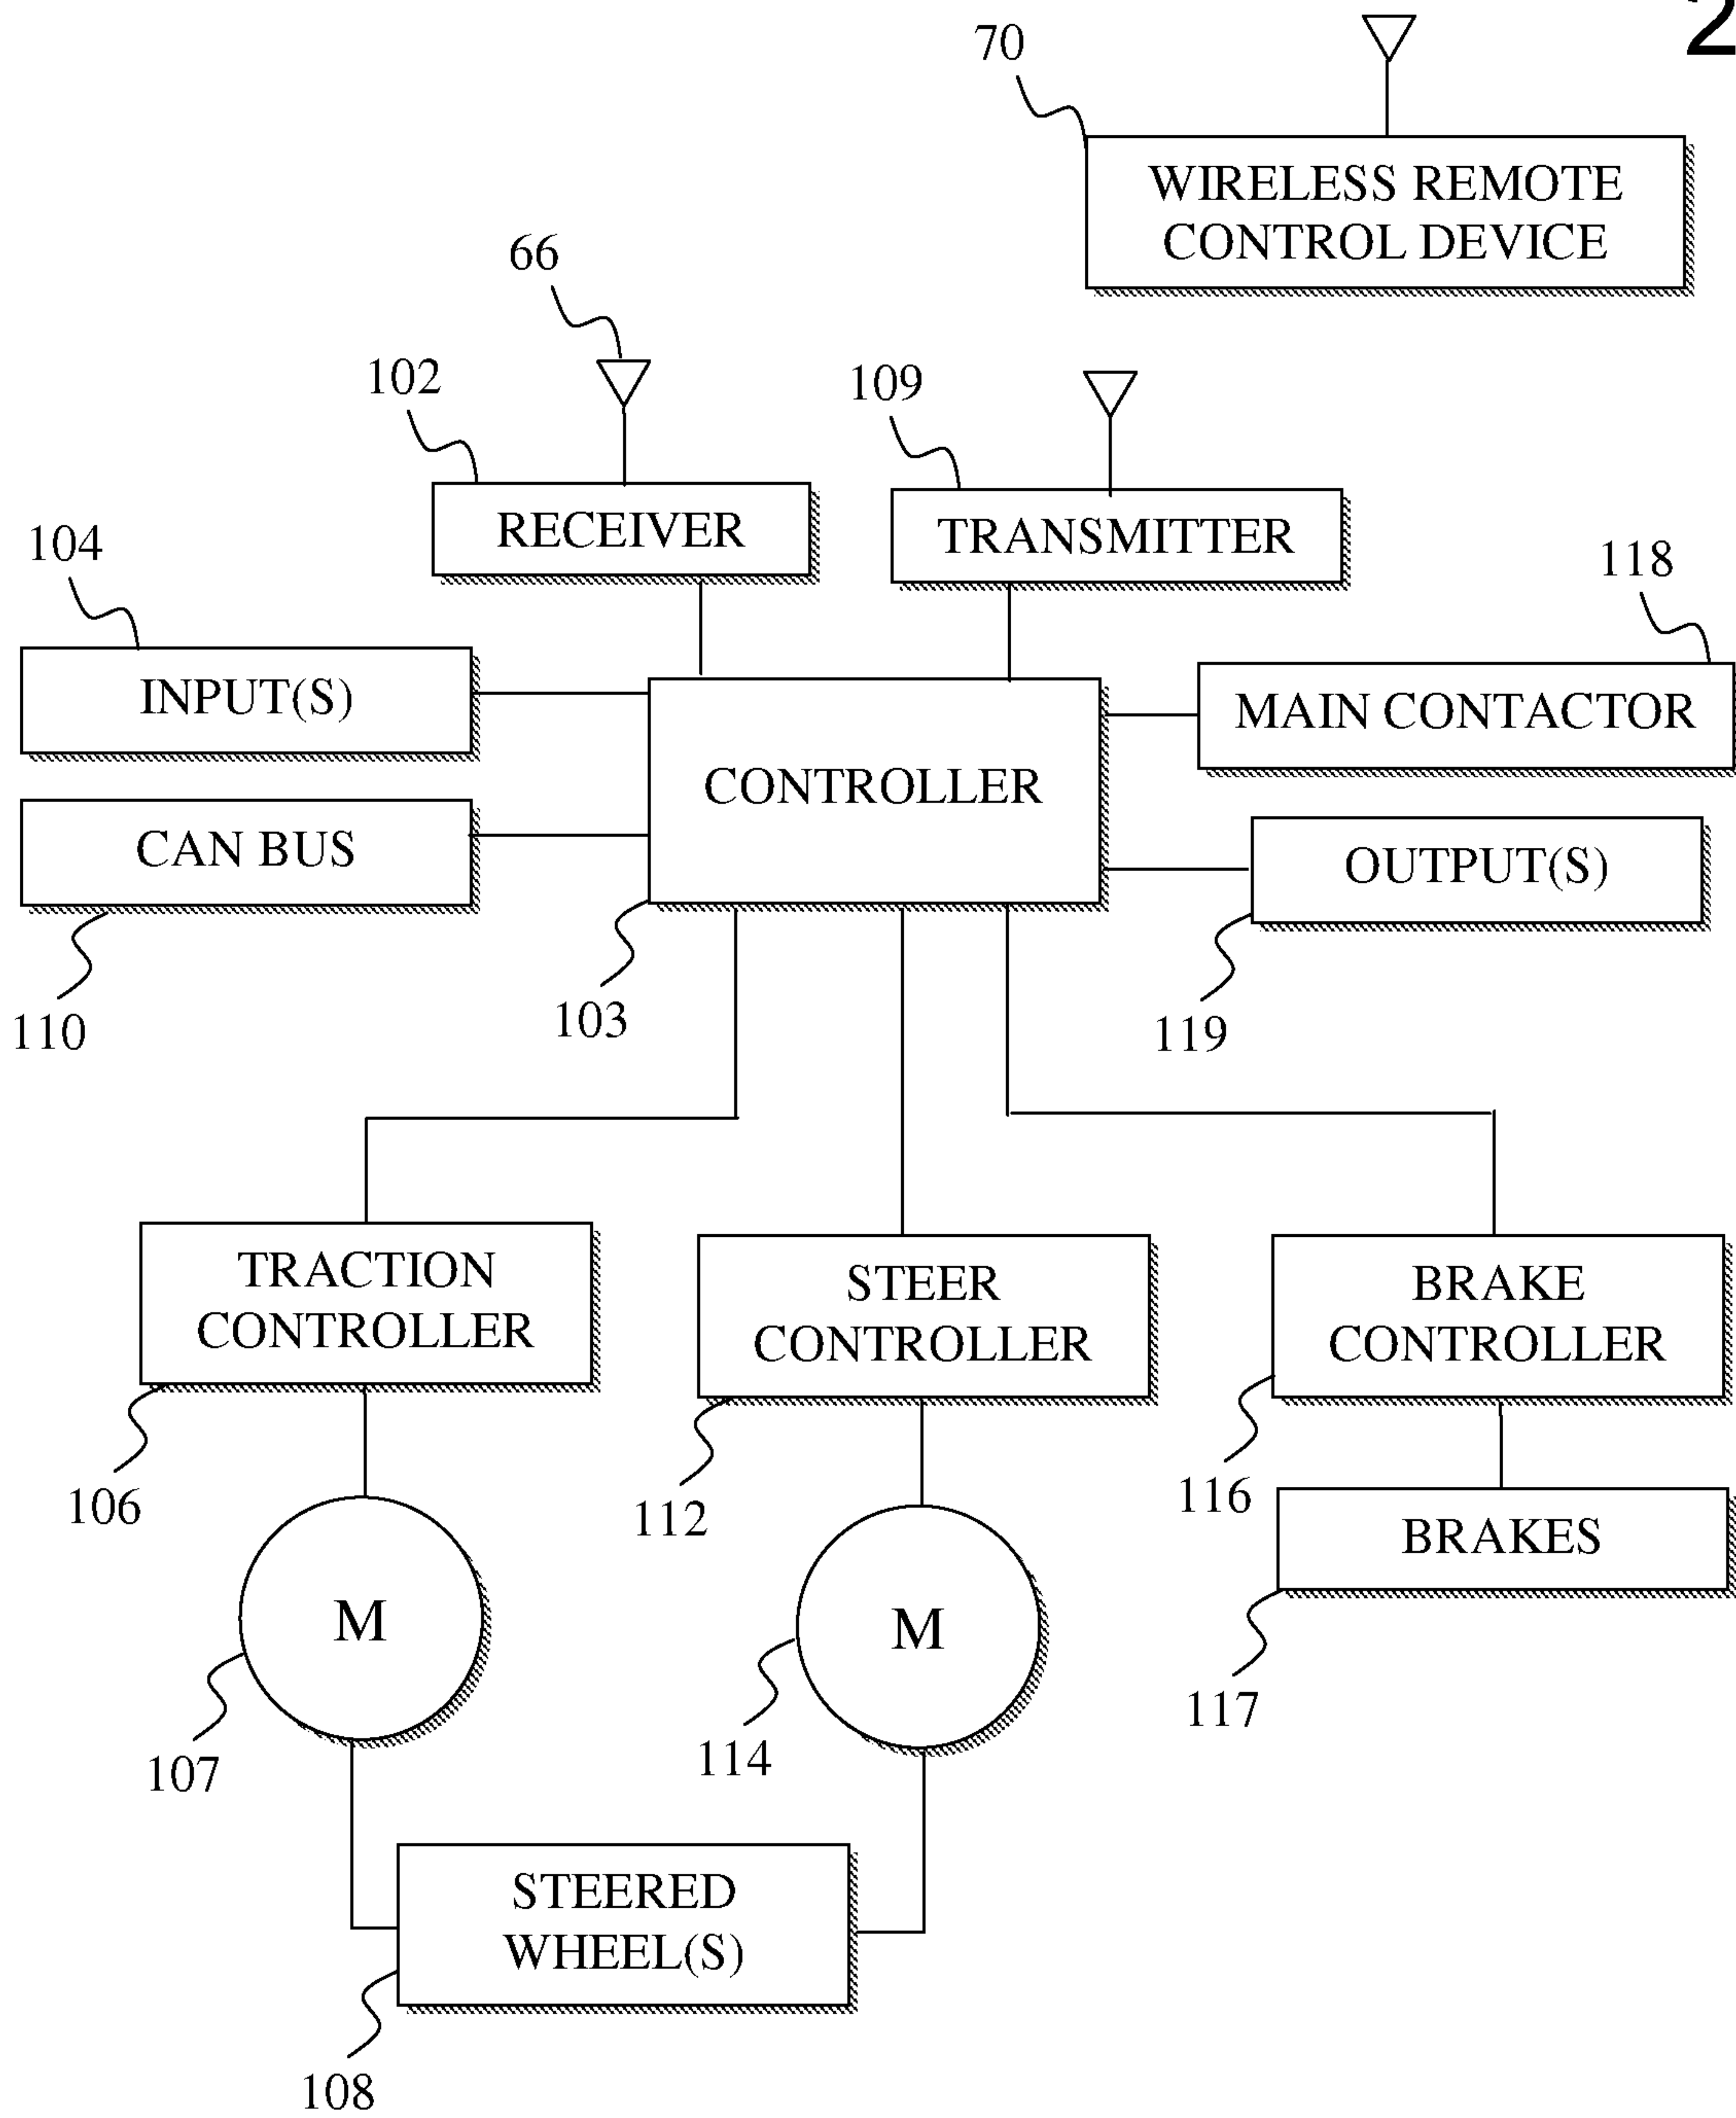 2
70
WIRELESS REMOTE
CONTROL DEVICE
66
102
109
RECEIVER
TRANSMITTER
104
118
INPUT(S)
MAIN CONTACTOR
CONTROLLER
CAN BUS
OUTPUT(S)
110
103
119
TRACTION
CONTROLLER
STEER
CONTROLLER
BRAKE
CONTROLLER
106
112
116
BRAKES
M
M
107
114
117
STEERED
WHEEL(S)
108